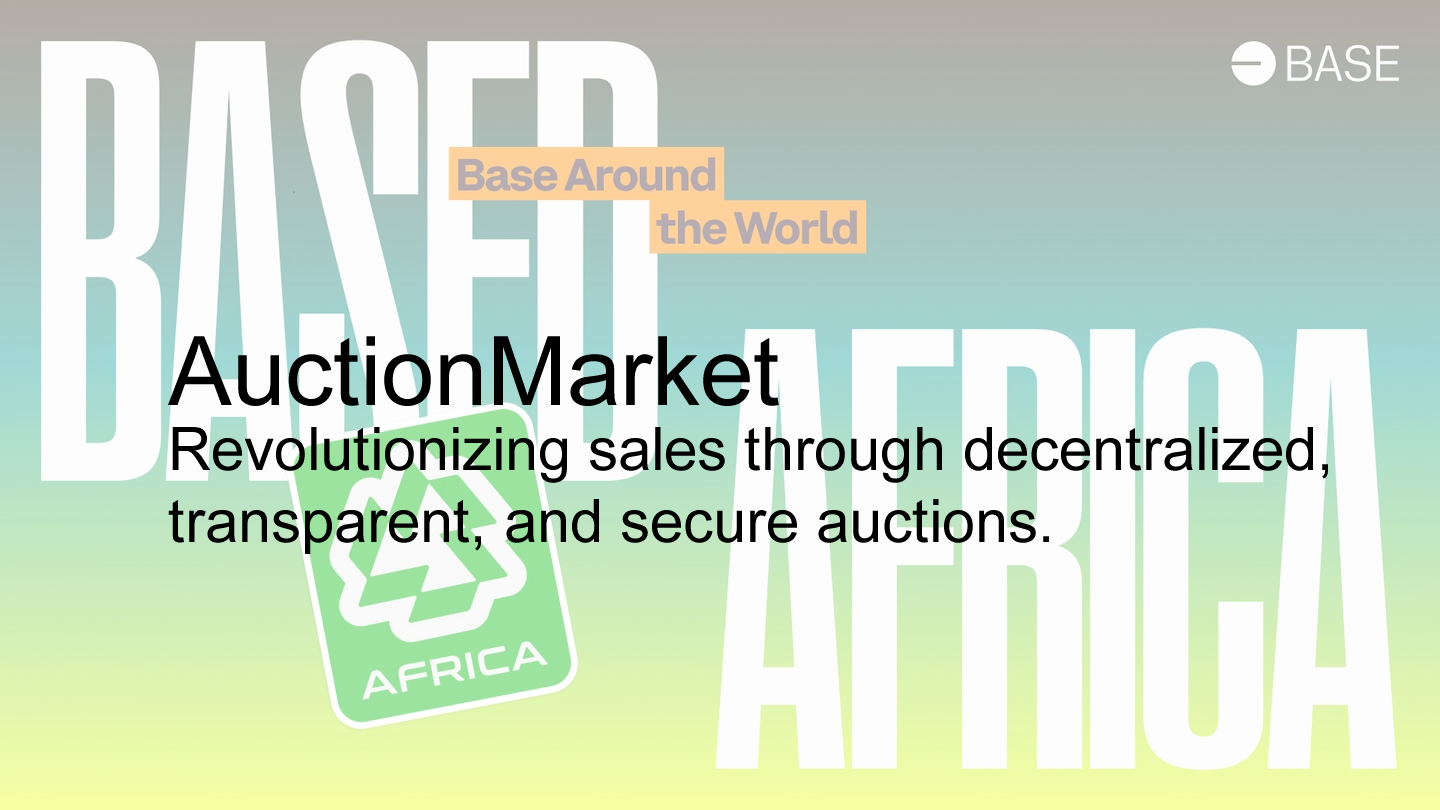 BASED
BASE
Base Around
the World
AFRICA
AuctionMarket
Revolutionizing sales through decentralized,
transparent, and secure auctions.
AFRICA